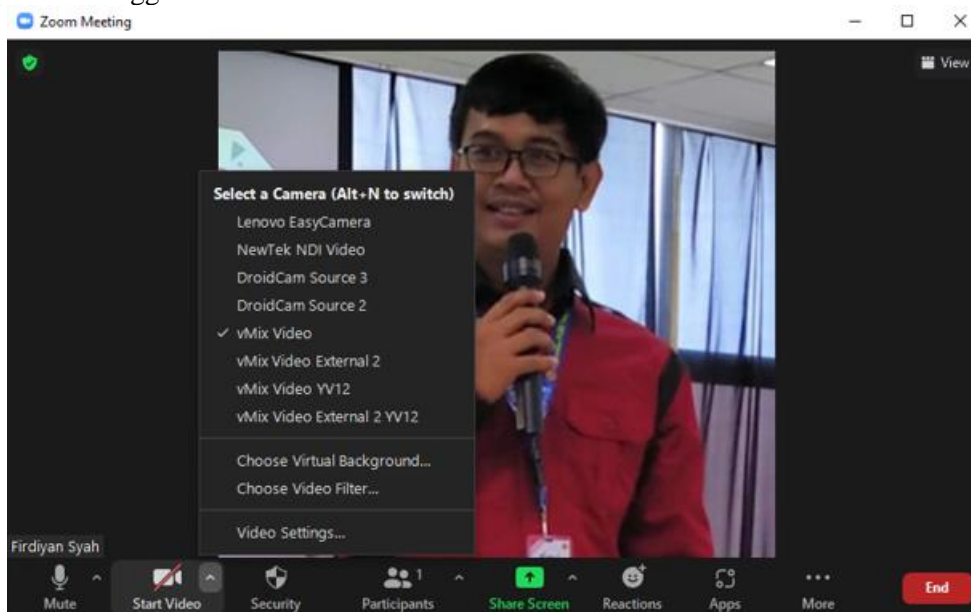 Zoom Meeting
View
Select a Camera (Alt+N to switch)
Lenovo EasyCamera
NewTek NDI Video
DroidCam Source 3
DroidCam Source 2
vMix Video
vMix Video External 2
vMix Video YV12
vMix Video External 2 YV12
Choose Virtual Background...
Choose Video Filter...
Video Settings...
Firdiyan Syah
1
Mute
Start Video
Security
Participants
Share Screen
Reactions
Apps
More
End